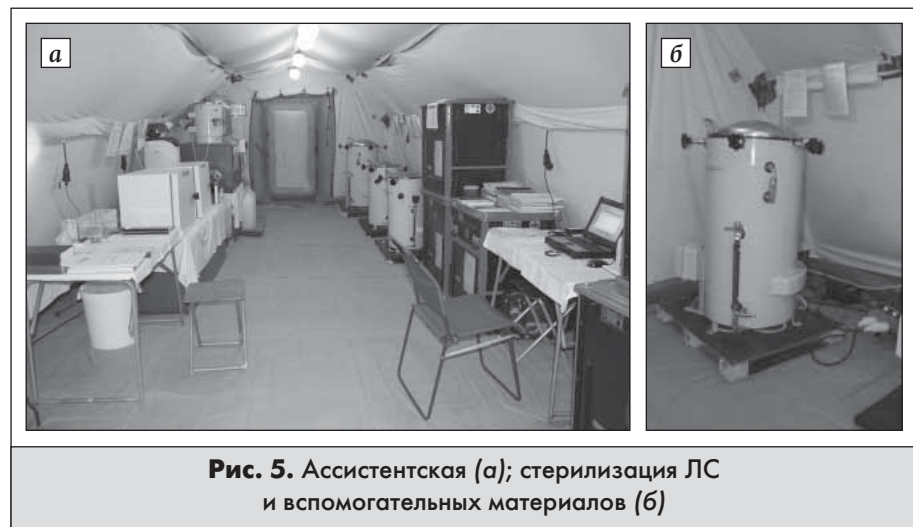 а
б
Рис. 5. Ассистентская (а); стерилизация ЛС
и вспомогательных материалов (б)